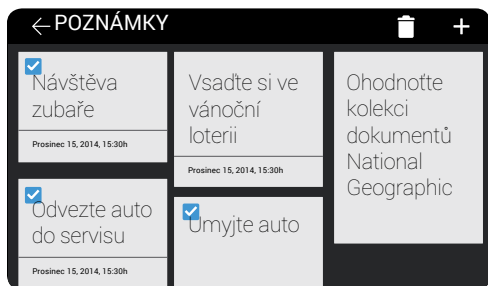 POZNÁMKY
Návštěva
zubaře
Prosinec 15, 2014, 15:30h
Odvezte auto
do servisu
Prosinec 15, 2014, 15:30h
Vsaďte si ve
vánoční
loterii
Prosinec 15, 2014, 15:30h
Umyjte auto
Ohodnoťte
kolekci
dokumentů
National
Geographic